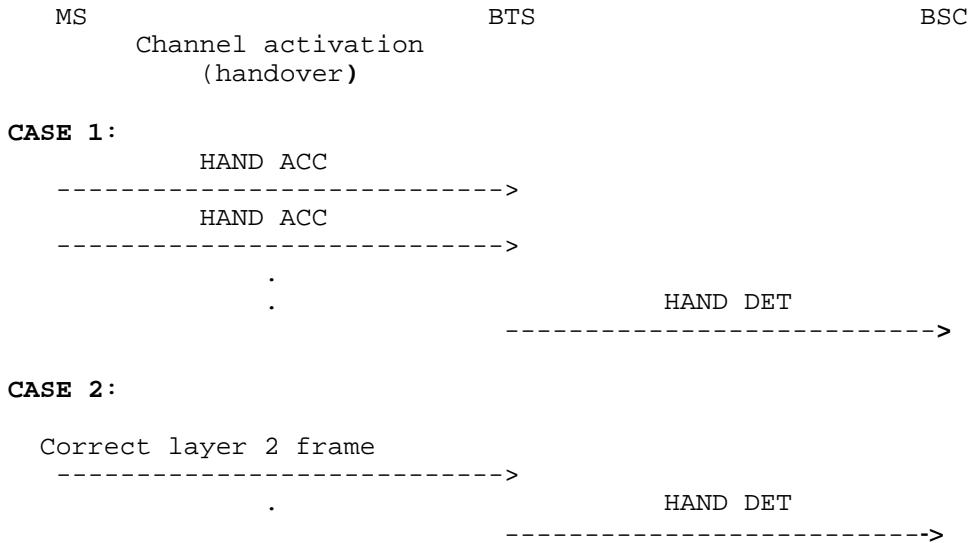 MS BTS BSC
Channel activation
(handover)
CASE 1:
HAND ACC
---------------------------->
HAND ACC
---------------------------->
.
. HAND DET
--------------------------->
CASE 2:
Correct layer 2 frame
---------------------------->
. HAND DET
--------------------------->